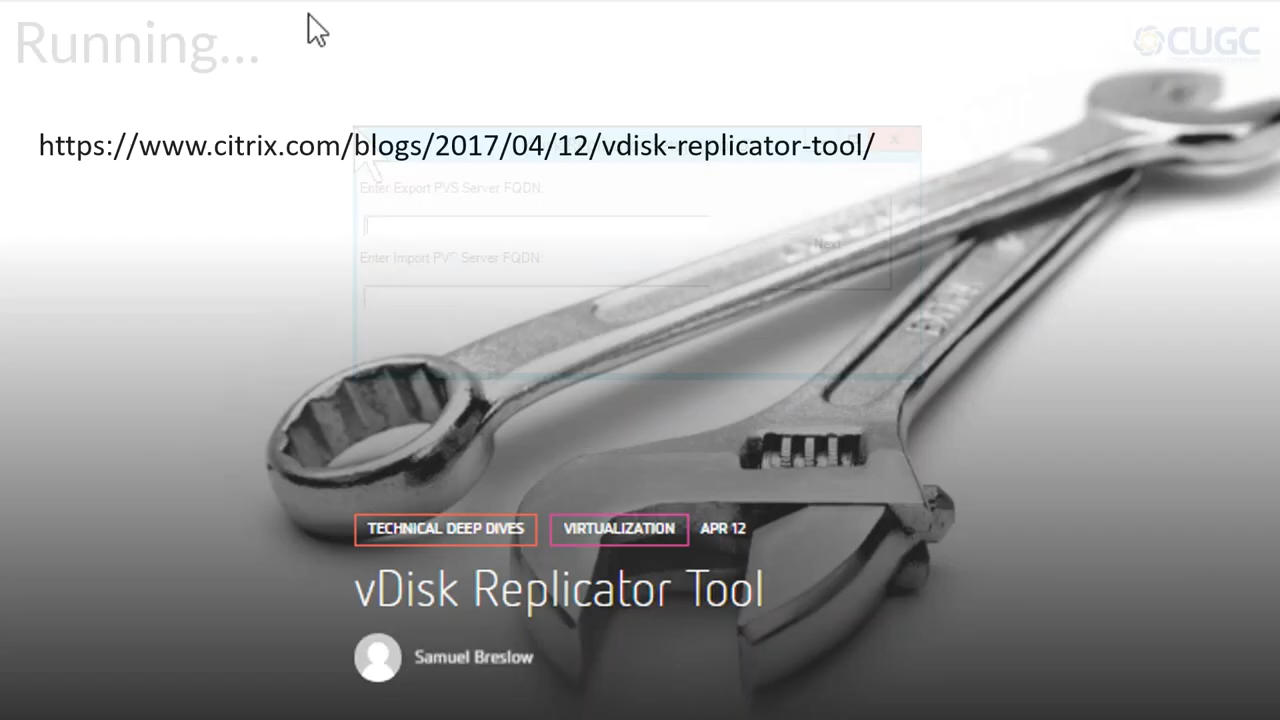 Running...
CUGC
https://www.citrix.com/blogs/2017/04/12/vdisk-replicator-tool/
Enter Export PVS Server FQDN:
Next
Enter Import PVS Server FQDN:
TECHNICAL DEEP DIVES VIRTUALIZATION APR 12
vDisk Replicator Tool
Samuel Breslow